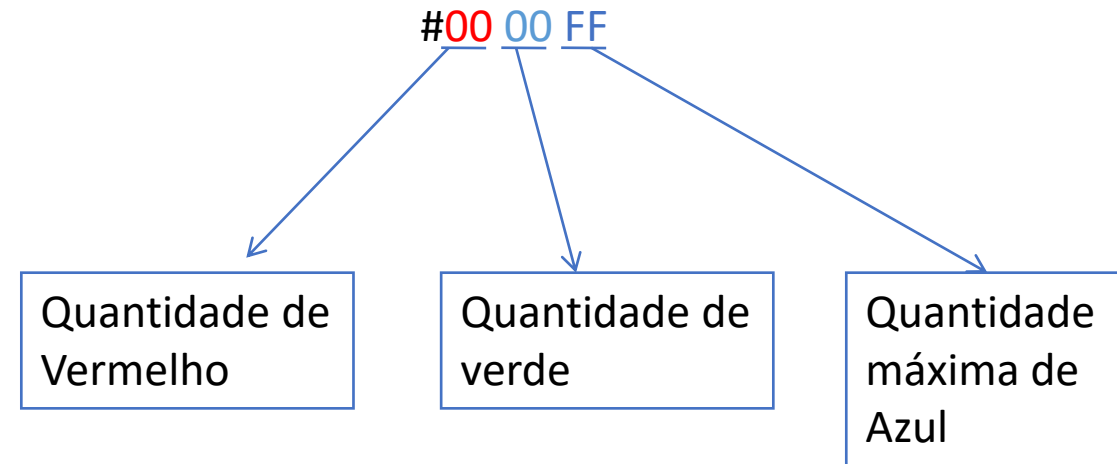 #00 00 FF
Quantidade de
Vermelho
Quantidade de
verde
Quantidade
máxima de
Azul